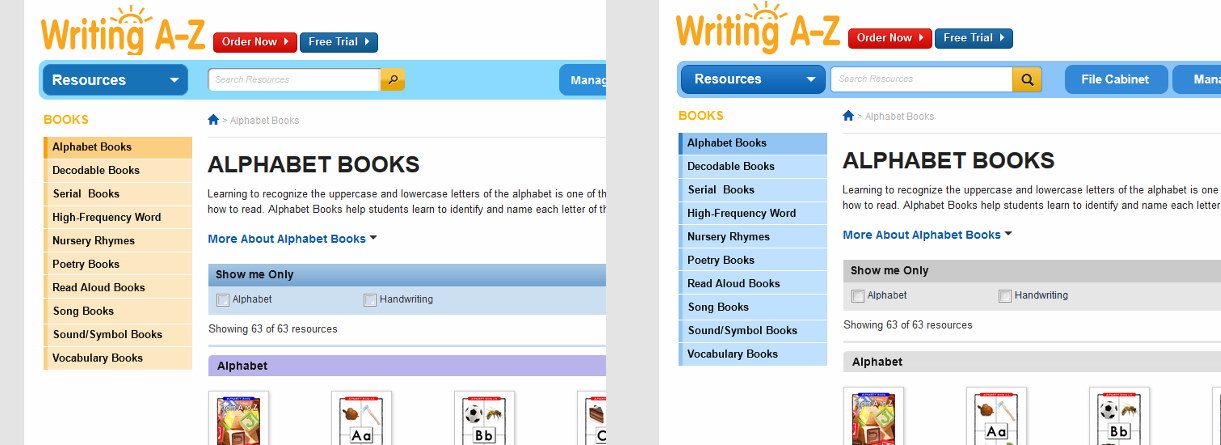 Writing A-Z
Order Now
Free Trial
Resources
Search Resources
Manag
BOOKS
> Alphabet Books
Alphabet Books
Decodable Books
Serial Books
High-Frequency Word
Nursery Rhymes
Poetry Books
Read Aloud Books
Song Books
Sound/Symbol Books
Vocabulary Books
ALPHABET BOOKS
Learning to recognize the uppercase and lowercase letters of the alphabet is one of th
how to read. Alphabet Books help students learn to identify and name each letter of th
More About Alphabet Books
Show me Only
Alphabet
Handwriting
Showing 63 of 63 resources
Alphabet
Aa
Bb
C
Writing A-Z
Order Now
Free Trial
Resources
Search Resources
File Cabinet
Mana
BOOKS
> Alphabet Books
Alphabet Books
Decodable Books
Serial Books
High-Frequency Word
Nursery Rhymes
Poetry Books
Read Aloud Books
Song Books
Sound/Symbol Books
Vocabulary Books
ALPHABET BOOKS
Learning to recognize the uppercase and lowercase letters of the alphabet is one
how to read. Alphabet Books help students learn to identify and name each letter
More About Alphabet Books
Show me Only
Alphabet
Handwriting
Showing 63 of 63 resources
Alphabet
Aa
Bb